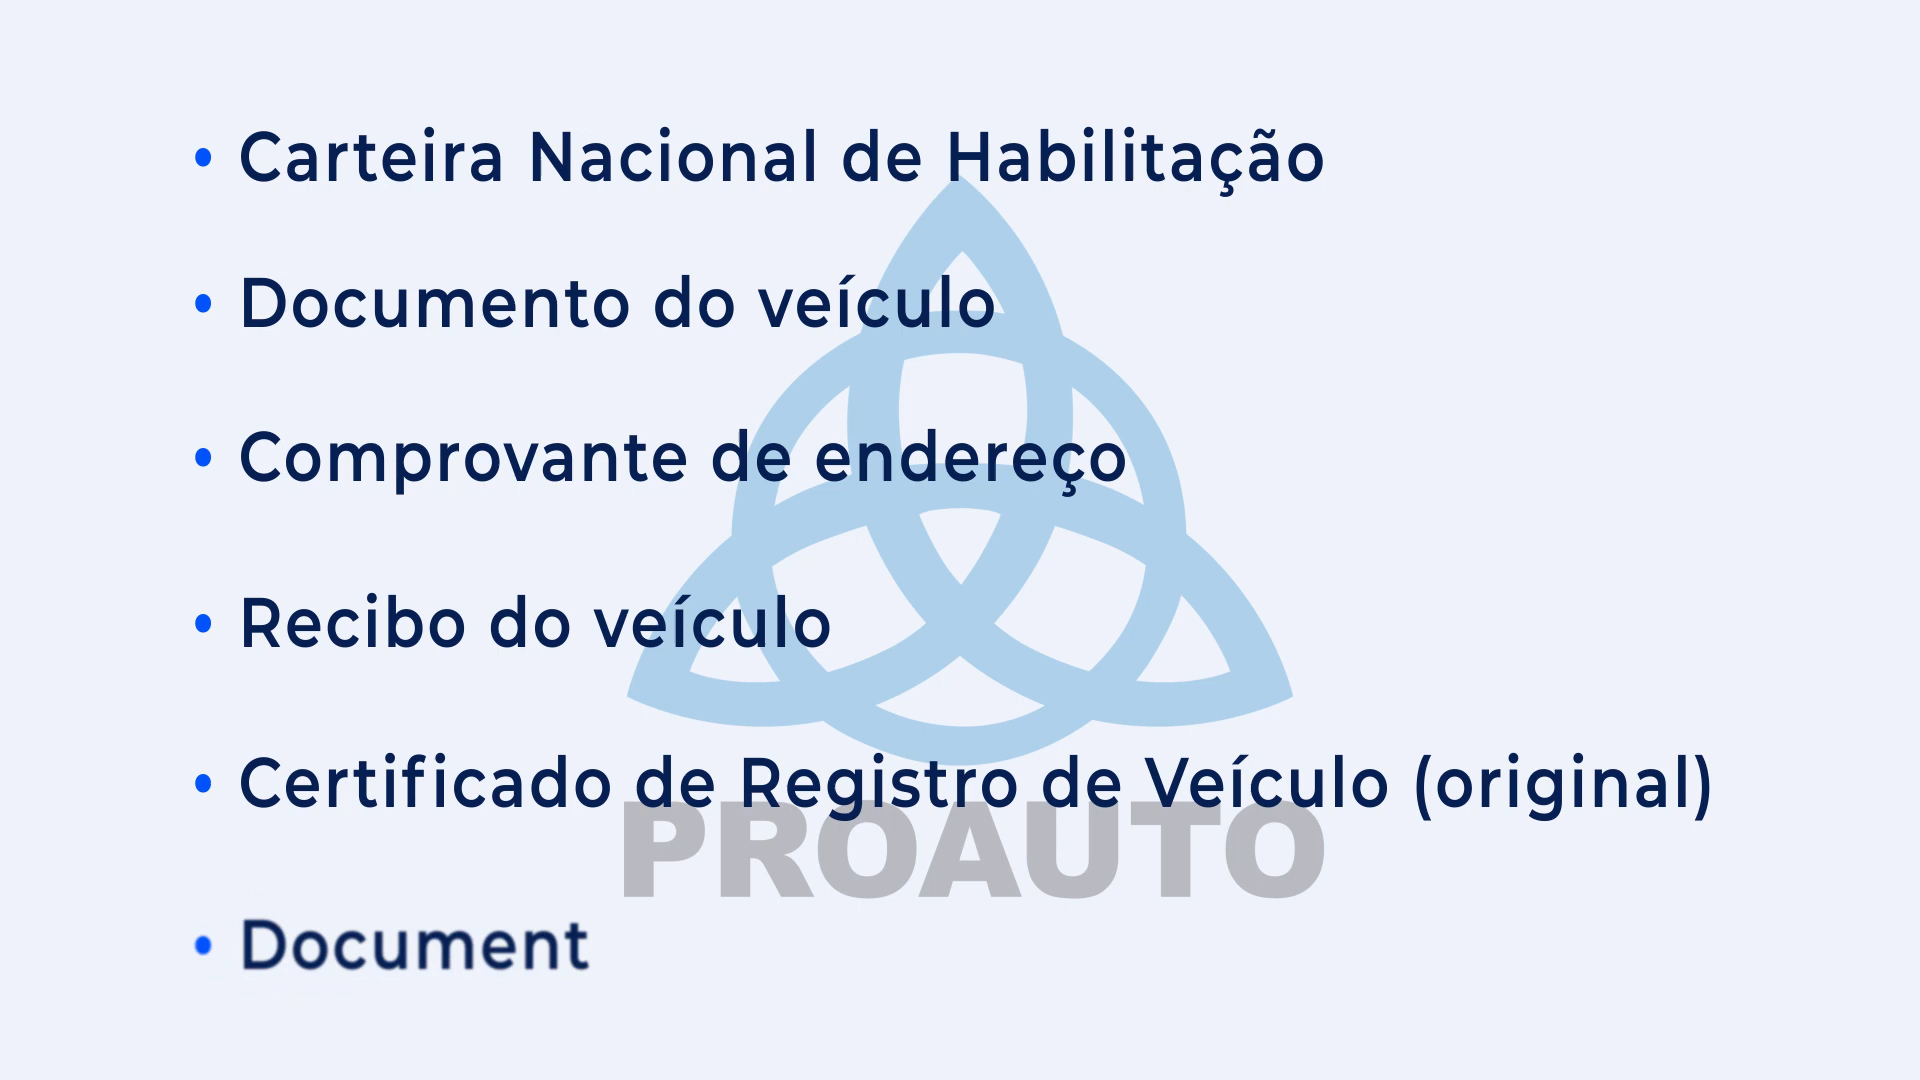 • Carteira Nacional de Habilitação
• Documento do veículo
• Comprovante de endereço
• Recibo do veículo
• Certificado de Registro de Veículo (original)
PROAUTO
• Document